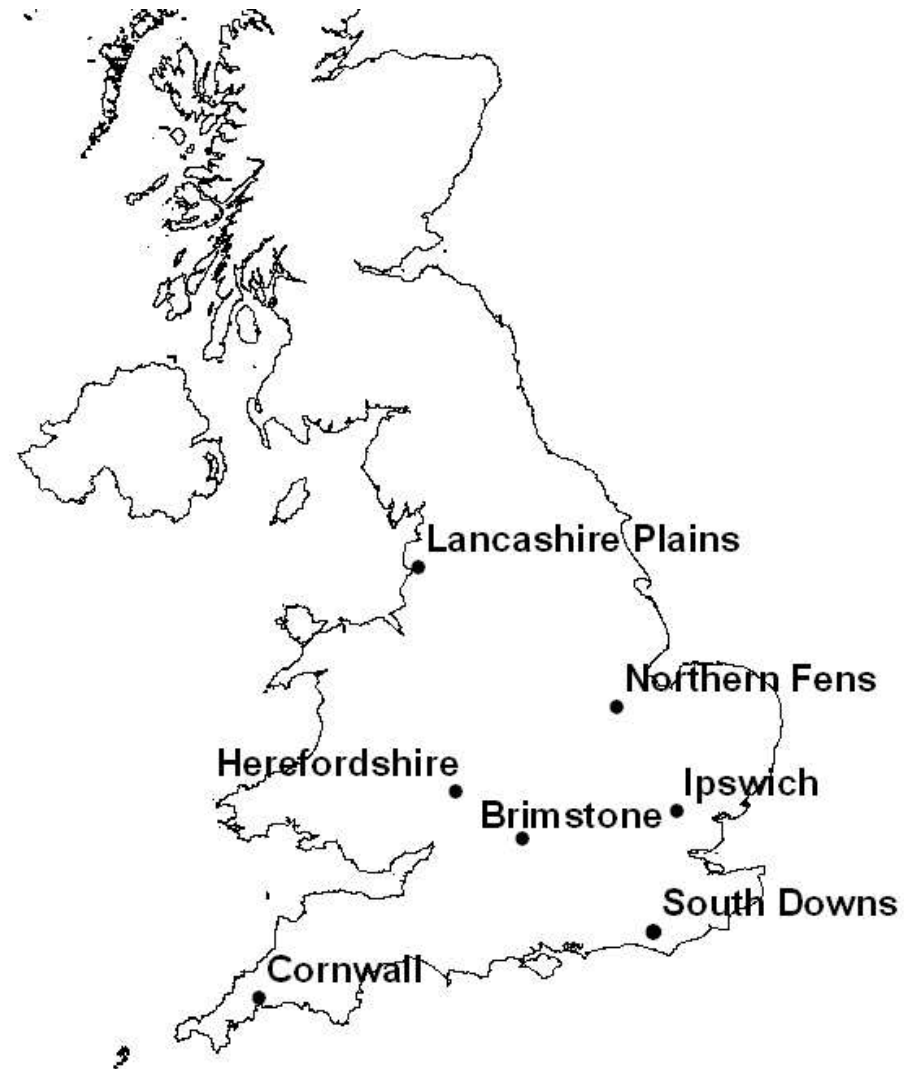 Lancashire Plains
Northern Fens
Herefordshire
Ipswich
Brimstone
South Downs
Cornwall